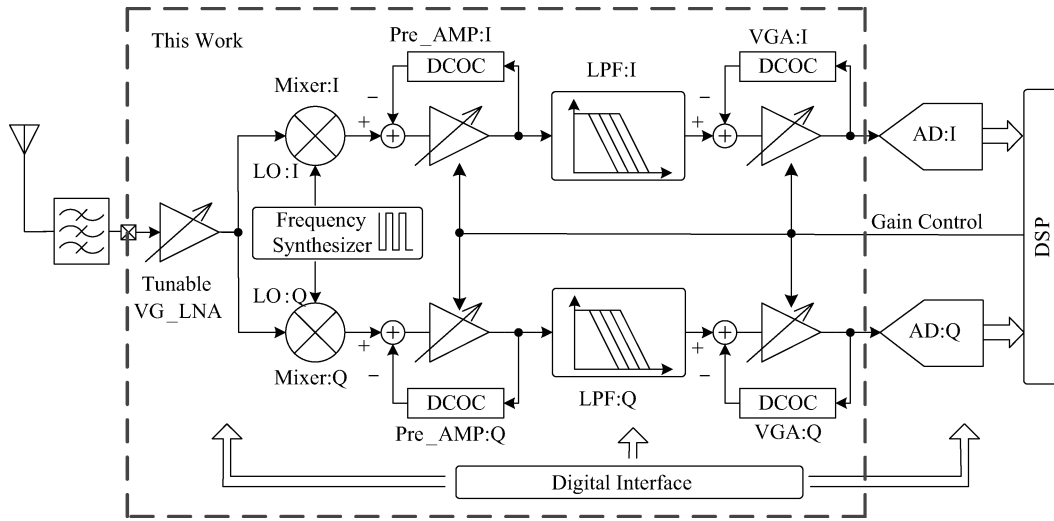 This Work
Pre_AMP:I
DCOC
VGA:I
DCOC
LPF:I
Mixer:I
AD:I
LO:I
Frequency
Synthesizer
Gain Control
DSP
Tunable
VG_LNA
LO:Q
Mixer:Q
AD:Q
LPF:Q
DCOC
Pre_AMP:Q
DCOC
VGA:Q
Digital Interface